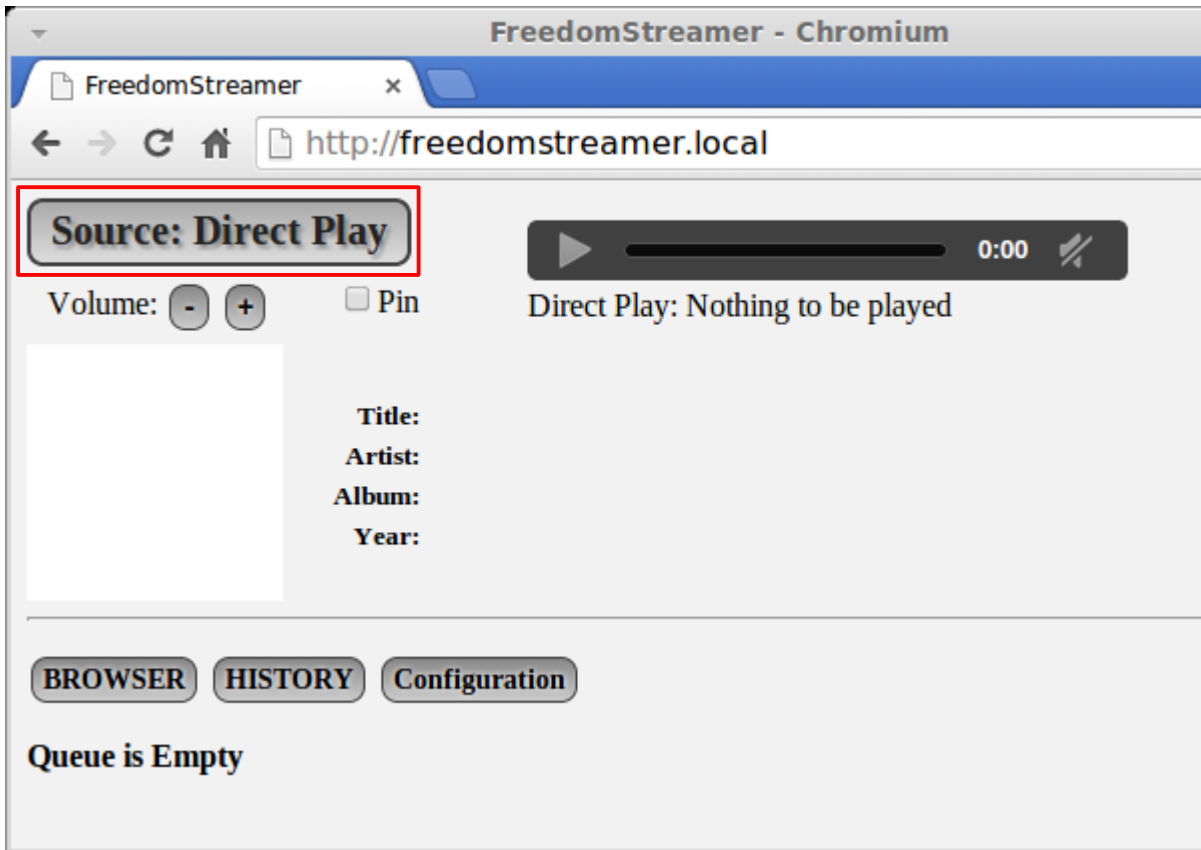 FreedomStreamer - Chromium
FreedomStreamer
http://freedomstreamer.local
Source: Direct Play
0:00
Volume: - + Pin
Direct Play: Nothing to be played
Title:
Artist:
Album:
Year:
BROWSER HISTORY Configuration
Queue is Empty